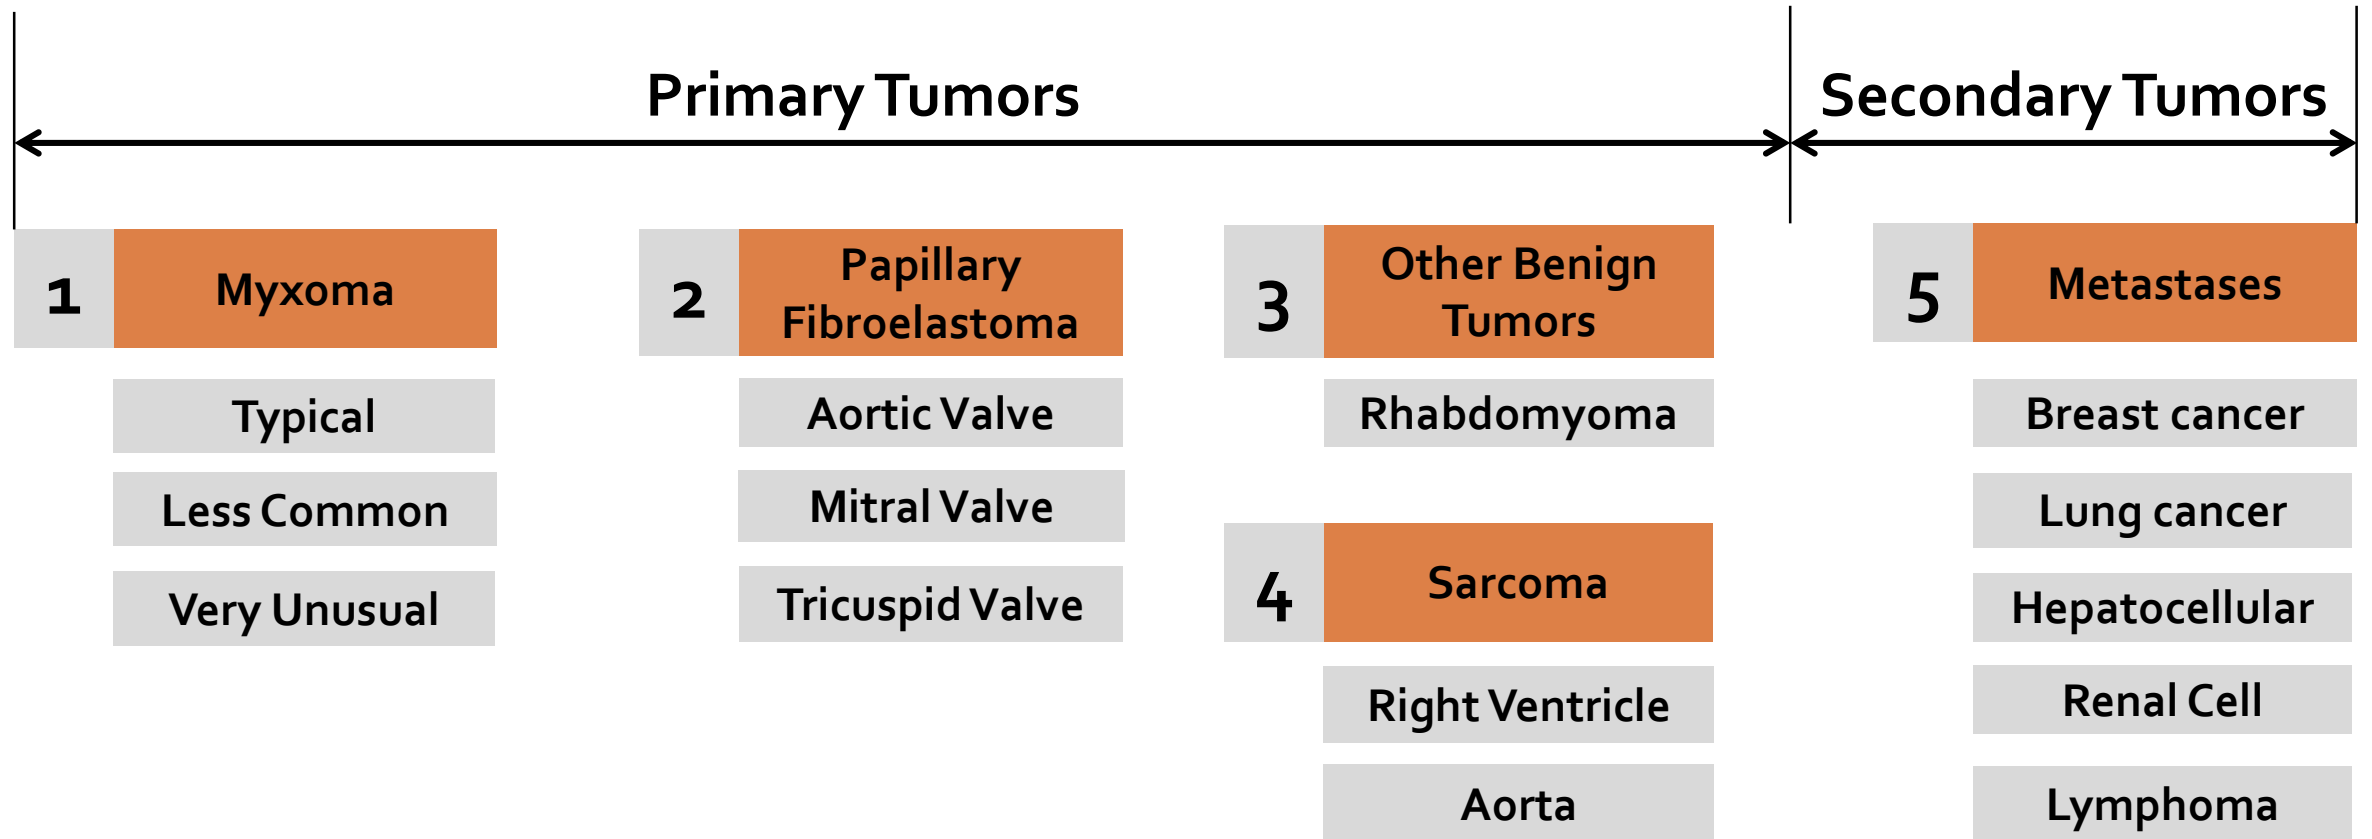 Primary Tumors
Secondary Tumors
1
Myxoma
Typical
Less Common
Very Unusual
2
Papillary
Fibroelastoma
Aortic Valve
Mitral Valve
Tricuspid Valve
3
Other Benign
Tumors
Rhabdomyoma
4
Sarcoma
Right Ventricle
Aorta
5
Metastases
Breast cancer
Lung cancer
Hepatocellular
Renal Cell
Lymphoma